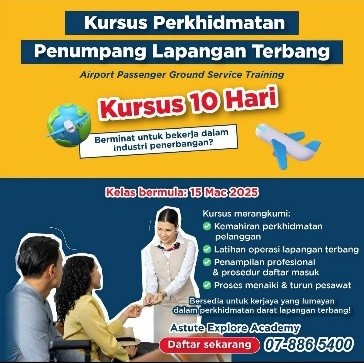 Kursus Perkhidmatan
Penumpang Lapangan Terbang
Airport Passenger Ground Service Training
Kursus 10 Hari
Berminat untuk bekerja dalam
industri penerbangan?
Kelas bermula: 15 Mac 2025
Kursus merangkumi:
Kemahiran perkhidmatan
pelanggan
Latihan operasi lapangan terbang
Penampilan profesional
& prosedur daftar masuk
Proses menaiki & turun pesawat
Bersedia untuk kerjaya yang lumayan
dalam perkhidmatan darat lapangan terbang!
Astute Explore Academy
Daftar sekarang 07-886 5400